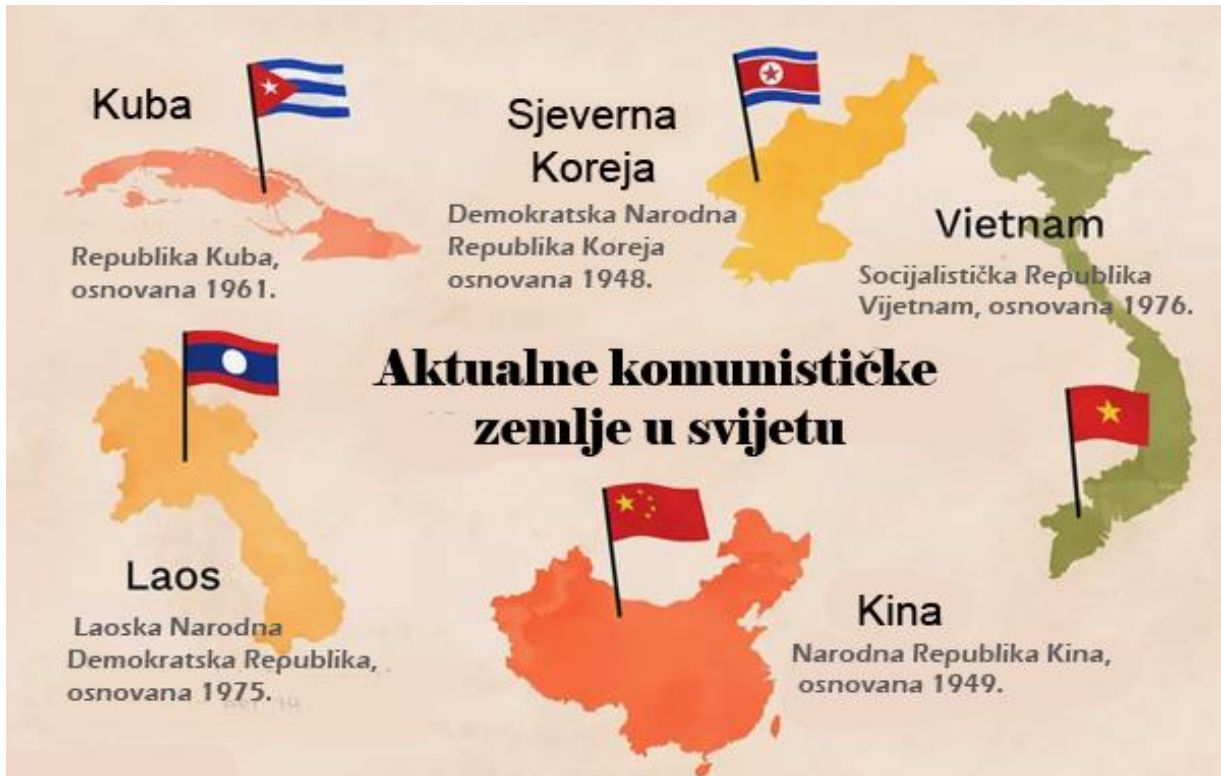 Kuba
Republika Kuba,
osnovana 1961.
Sjeverna
Koreja
Demokratska Narodna
Republika Koreja
osnovana 1948.
Vietnam
Socijalistička Republika
Vijetnam, osnovana 1976.
Aktualne komunističke
zemlje u svijetu
Laos
Laoska Narodna
Demokratska Republika,
osnovana 1975.
Kina
Narodna Republika Kina,
osnovana 1949.